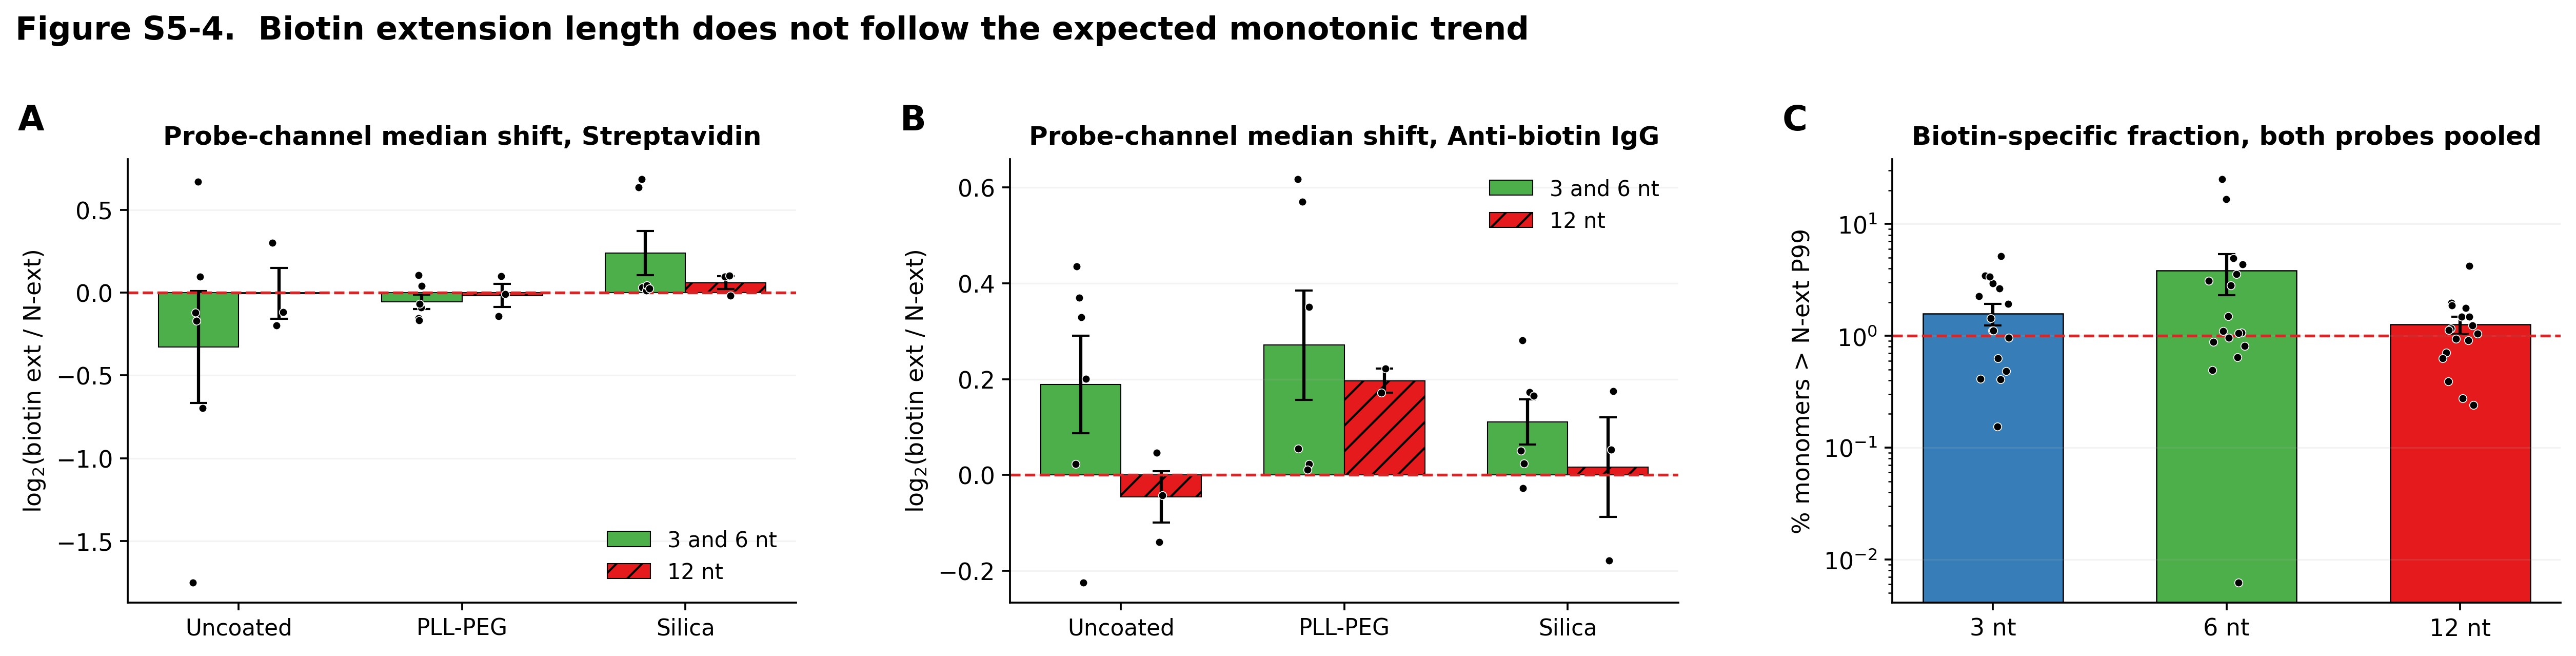 Figure S5-4.  Biotin extension length does not follow the expected monotonic trend
A
Probe-channel median shift, Streptavidin
log₂(biotin ext / N-ext)
0.5
0.0
−0.5
−1.0
−1.5
3 and 6 nt
12 nt
Uncoated
PLL-PEG
Silica
B
Probe-channel median shift, Anti-biotin IgG
log₂(biotin ext / N-ext)
0.6
0.4
0.2
0.0
−0.2
3 and 6 nt
12 nt
Uncoated
PLL-PEG
Silica
C
Biotin-specific fraction, both probes pooled
% monomers > N-ext P99
10¹
10⁰
10⁻¹
10⁻²
3 nt
6 nt
12 nt